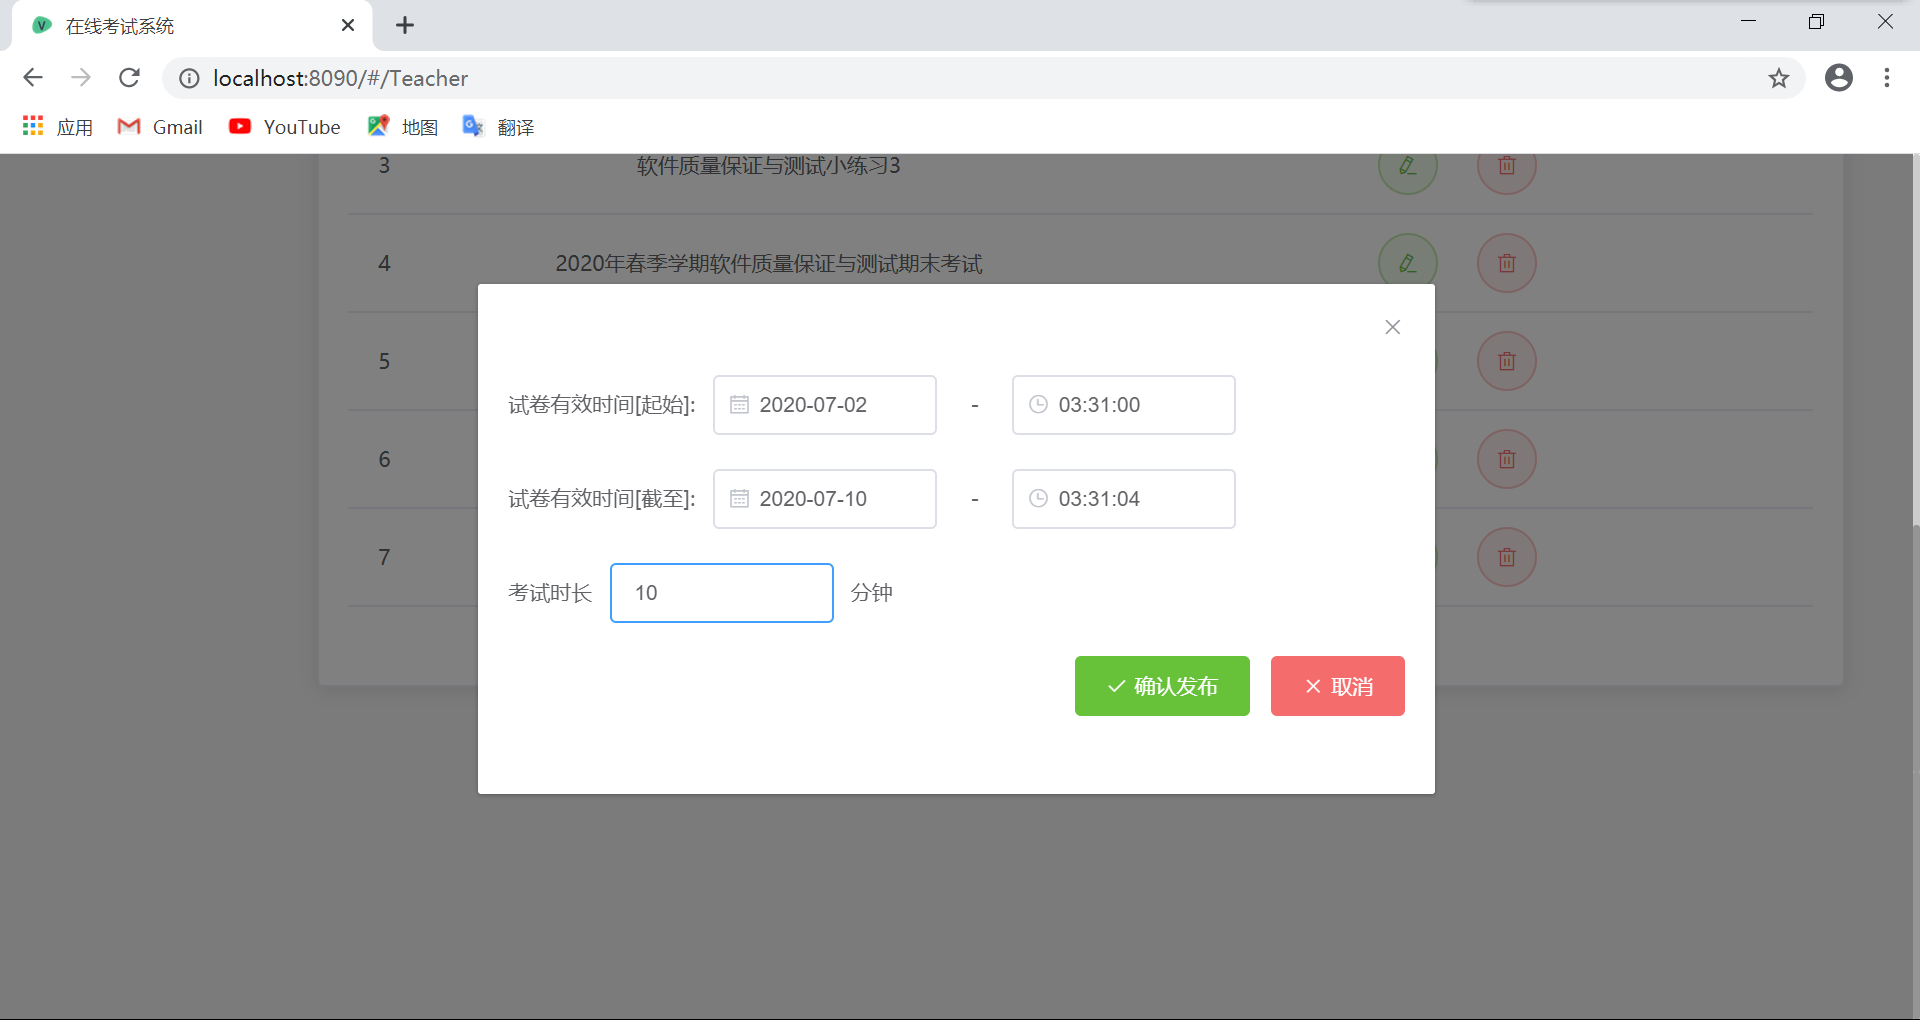 在线考试系统
localhost:8090/#/Teacher
应用 Gmail YouTube 地图 翻译
3 软件质量保证与测试小练习3
4 2020年春季学期软件质量保证与测试期末考试
5
6
7
试卷有效时间[起始]: 2020-07-02 - 03:31:00
试卷有效时间[截至]: 2020-07-10 - 03:31:04
考试时长 10 分钟
确认发布 取消